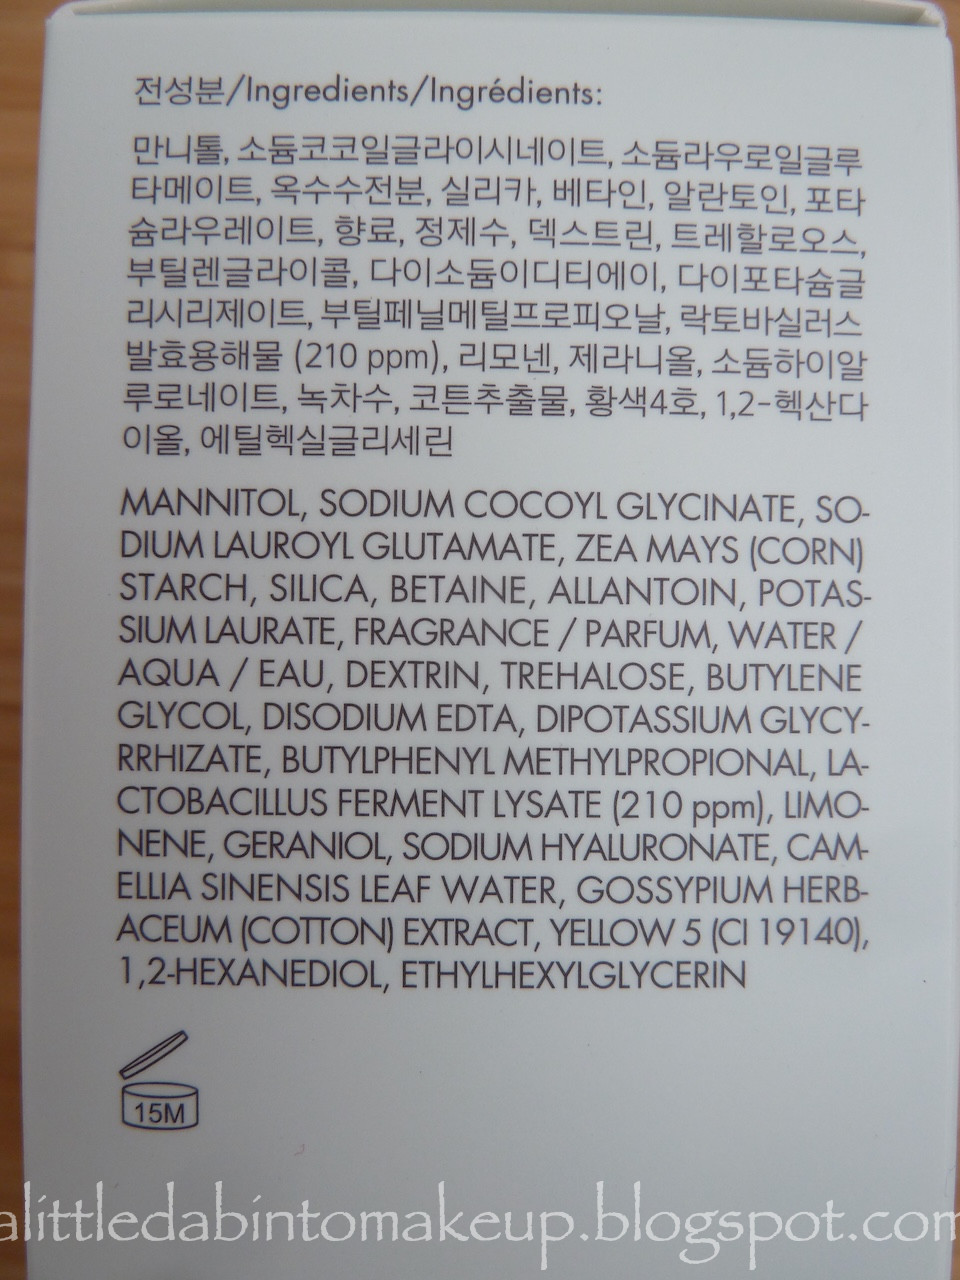 전성분/Ingredients/Ingrédients:
만니톨, 소듐코코일글라이시네이트, 소듐라우로일글루
타메이트, 옥수수전분, 실리카, 베타인, 알란토인, 포타
슘라우레이트, 향료, 정제수, 덱스트린, 트레할로오스,
부틸렌글라이콜, 다이소듐이디티에이, 다이포타슘글
리시리제이트, 부틸페닐메틸프로피오날, 락토바실러스
발효용해물 (210 ppm), 리모넨, 제라니올, 소듐하이알
루로네이트, 녹차수, 코튼추출물, 황색4호, 1,2-헥산다
이올, 에틸헥실글리세린
MANNITOL, SODIUM COCOYL GLYCINATE, SO-
DIUM LAUROYL GLUTAMATE, ZEA MAYS (CORN)
STARCH, SILICA, BETAINE, ALLANTOIN, POTAS-
SIUM LAURATE, FRAGRANCE / PARFUM, WATER /
AQUA / EAU, DEXTRIN, TREHALOSE, BUTYLENE
GLYCOL, DISODIUM EDTA, DIPOTASSIUM GLYCY-
RRHIZATE, BUTYLPHENYL METHYLPROPIONAL, LA-
CTOBACILLUS FERMENT LYSATE (210 ppm), LIMO-
NENE, GERANIOL, SODIUM HYALURONATE, CAM-
ELLIA SINENSIS LEAF WATER, GOSSYPIUM HERB-
ACEUM (COTTON) EXTRACT, YELLOW 5 (CI 19140),
1,2-HEXANEDIOL, ETHYLHEXYLGLYCERIN
15M
alittledabintomakeup.blogspot.com